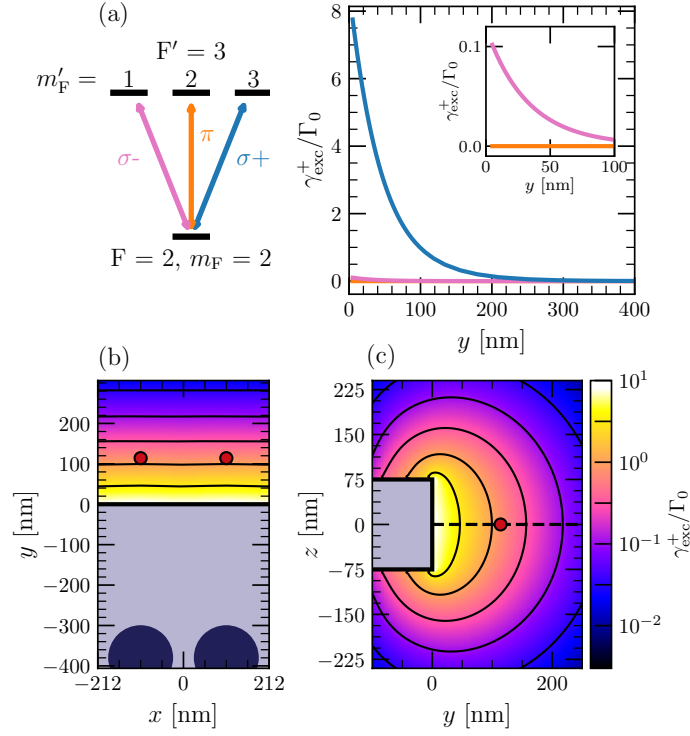 (a)
F′ = 3
m′F =
1 2 3
σ-
π
σ+
F = 2, mF = 2
γ+exc/Γ0
8
6
4
2
0
0 100 200 300 400
y [nm]
γ+exc/Γ0
0.1
0.0
0 50 100
y [nm]
(b)
y [nm]
200
100
0
−100
−200
−300
−400
−212 0 212
x [nm]
(c)
z [nm]
225
150
75
0
−75
−150
−225
0 200
y [nm]
10^1
10^0
10^−1
10^−2
γ+exc/Γ0